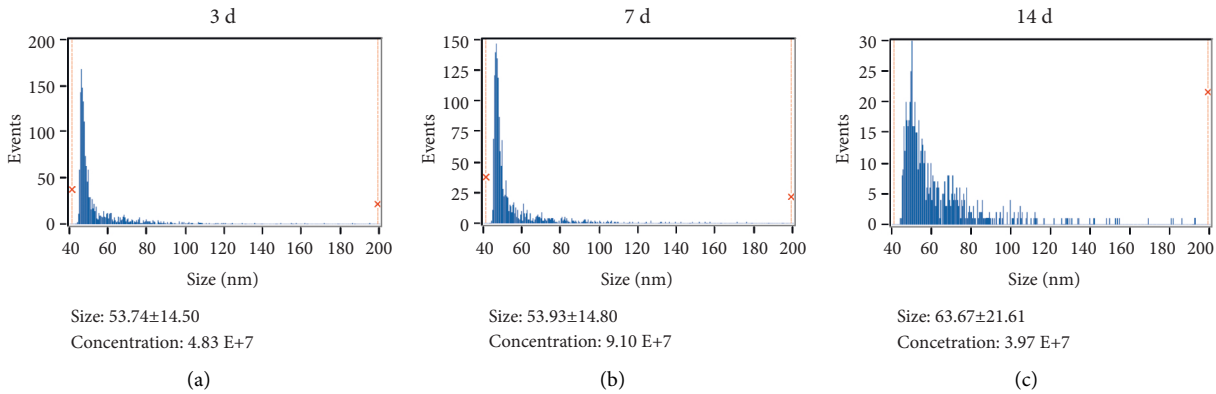 3 d
200
150
100
50
0
Events
40 60 80 100 120 140 160 180 200
Size (nm)
Size: 53.74±14.50
Concentration: 4.83 E+7
(a)
7 d
150
125
100
75
50
25
0
Events
40 60 80 100 120 140 160 180 200
Size (nm)
Size: 53.93±14.80
Concentration: 9.10 E+7
(b)
14 d
30
25
20
15
10
5
0
Events
40 60 80 100 120 140 160 180 200
Size (nm)
Size: 63.67±21.61
Concetration: 3.97 E+7
(c)